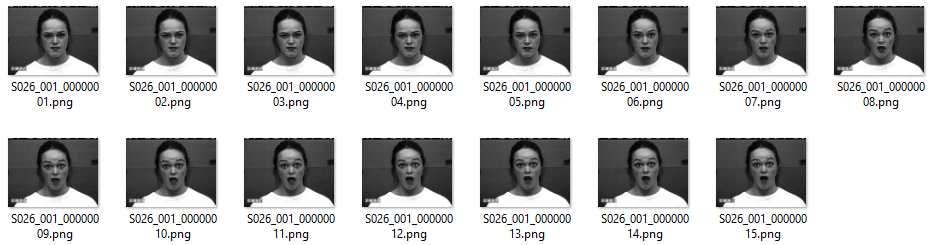 S026_001_000000
01.png
S026_001_000000
02.png
S026_001_000000
03.png
S026_001_000000
04.png
S026_001_000000
05.png
S026_001_000000
06.png
S026_001_000000
07.png
S026_001_000000
08.png
S026_001_000000
09.png
S026_001_000000
10.png
S026_001_000000
11.png
S026_001_000000
12.png
S026_001_000000
13.png
S026_001_000000
14.png
S026_001_000000
15.png